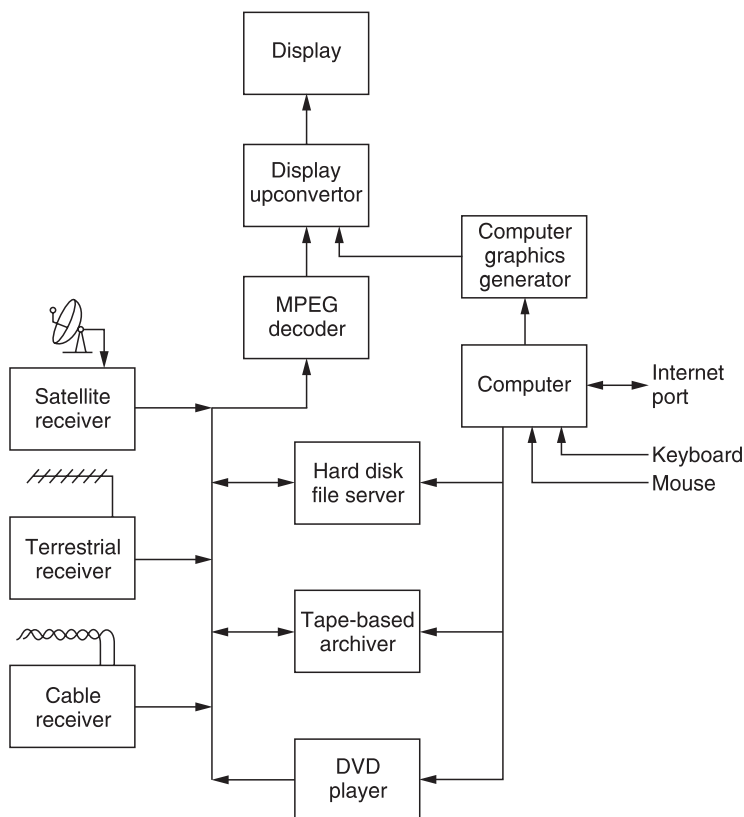 Display
Display
upconvertor
Computer
graphics
generator
MPEG
decoder
Satellite
receiver
Computer
Internet
port
Keyboard
Mouse
Hard disk
file server
Terrestrial
receiver
Tape-based
archiver
Cable
receiver
DVD
player